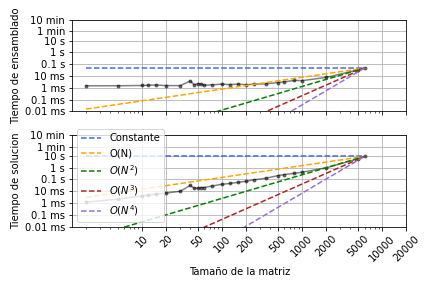 Tiempo de ensamblado
10 min
1 min
10 s
1 s
0.1 s
10 ms
1 ms
0.1 ms
0.01 ms
Tiempo de solucion
10 min
1 min
10 s
1 s
0.1 s
10 ms
1 ms
0.1 ms
0.01 ms
Constante
O(N)
O(N²)
O(N³)
O(N⁴)
10
20
50
100
200
500
1000
2000
5000
10000
20000
Tamaño de la matriz